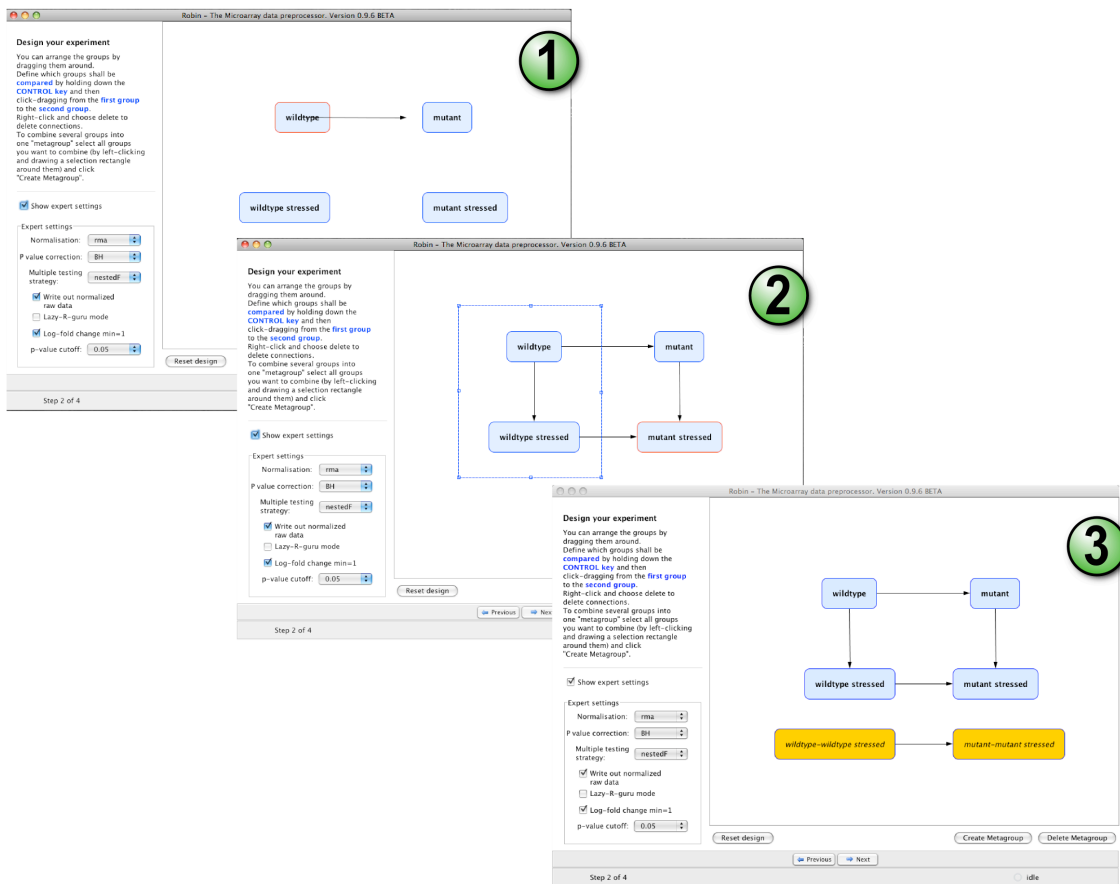 Robin – The Microarray data preprocessor. Version 0.9.6 BETA
1
Design your experiment
You can arrange the groups by
dragging them around.
Define which groups shall be
compared by holding down the
CONTROL key and then
click-dragging from the first group
to the second group.
Right-click and choose delete to
delete connections.
To combine several groups into
one "metagroup" select all groups
you want to combine (by left-clicking
and drawing a selection rectangle
around them) and click
"Create Metagroup".
wildtype
mutant
wildtype stressed
mutant stressed
Show expert settings
Expert settings
Normalisation: rma
P value correction: BH
Multiple testing
strategy: nestedF
Write out normalized
raw data
Lazy-R-guru mode
Log-fold change min=1
p-value cutoff: 0.05
Reset design
Step 2 of 4
Robin – The Microarray data preprocessor. Version 0.9.6 BETA
2
Design your experiment
You can arrange the groups by
dragging them around.
Define which groups shall be
compared by holding down the
CONTROL key and then
click-dragging from the first group
to the second group.
Right-click and choose delete to
delete connections.
To combine several groups into
one "metagroup" select all groups
you want to combine (by left-clicking
and drawing a selection rectangle
around them) and click
"Create Metagroup".
wildtype
mutant
wildtype stressed
mutant stressed
Show expert settings
Expert settings
Normalisation: rma
P value correction: BH
Multiple testing
strategy: nestedF
Write out normalized
raw data
Lazy-R-guru mode
Log-fold change min=1
p-value cutoff: 0.05
Reset design
Previous
Nex
Step 2 of 4
Robin – The Microarray data preprocessor. Version 0.9.6 BETA
3
Design your experiment
You can arrange the groups by
dragging them around.
Define which groups shall be
compared by holding down the
CONTROL key and then
click-dragging from the first group
to the second group.
Right-click and choose delete to
delete connections.
To combine several groups into
one "metagroup" select all groups
you want to combine (by left-clicking
and drawing a selection rectangle
around them) and click
"Create Metagroup".
wildtype
mutant
wildtype stressed
mutant stressed
wildtype-wildtype stressed
mutant-mutant stressed
Show expert settings
Expert settings
Normalisation: rma
P value correction: BH
Multiple testing
strategy: nestedF
Write out normalized
raw data
Lazy-R-guru mode
Log-fold change min=1
p-value cutoff: 0.05
Reset design
Create Metagroup
Delete Metagroup
Previous
Next
Step 2 of 4
idle